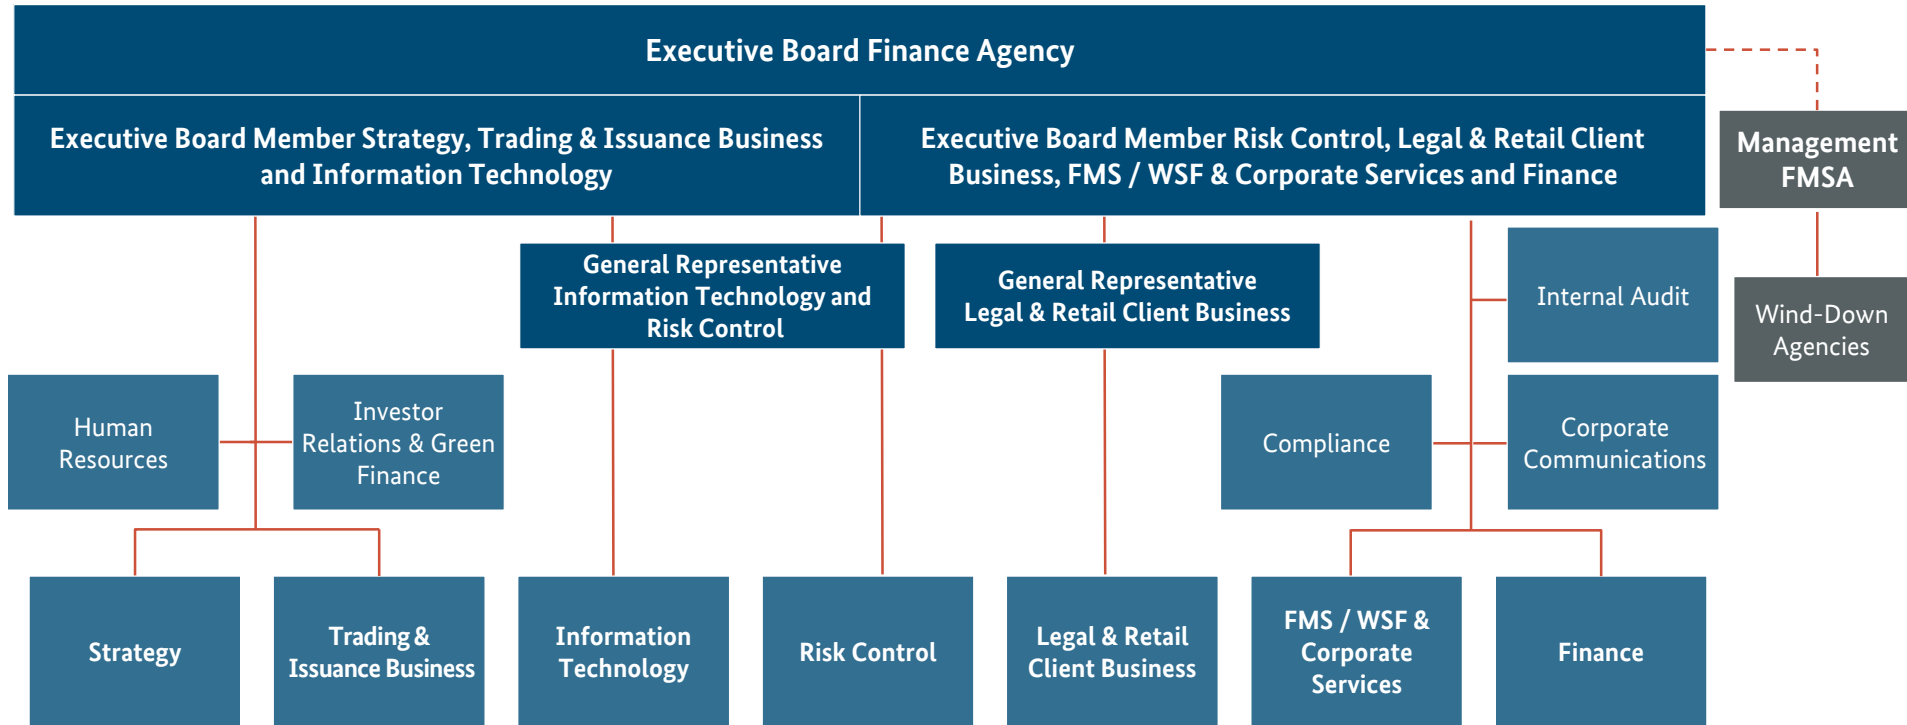 Executive Board Finance Agency
Executive Board Member Strategy, Trading & Issuance Business
and Information Technology
Executive Board Member Risk Control, Legal & Retail Client
Business, FMS / WSF & Corporate Services and Finance
Management
FMSA
General Representative
Information Technology and
Risk Control
General Representative
Legal & Retail Client Business
Internal Audit
Wind-Down
Agencies
Human
Resources
Investor
Relations & Green
Finance
Compliance
Corporate
Communications
Strategy
Trading &
Issuance Business
Information
Technology
Risk Control
Legal & Retail
Client Business
FMS / WSF &
Corporate
Services
Finance